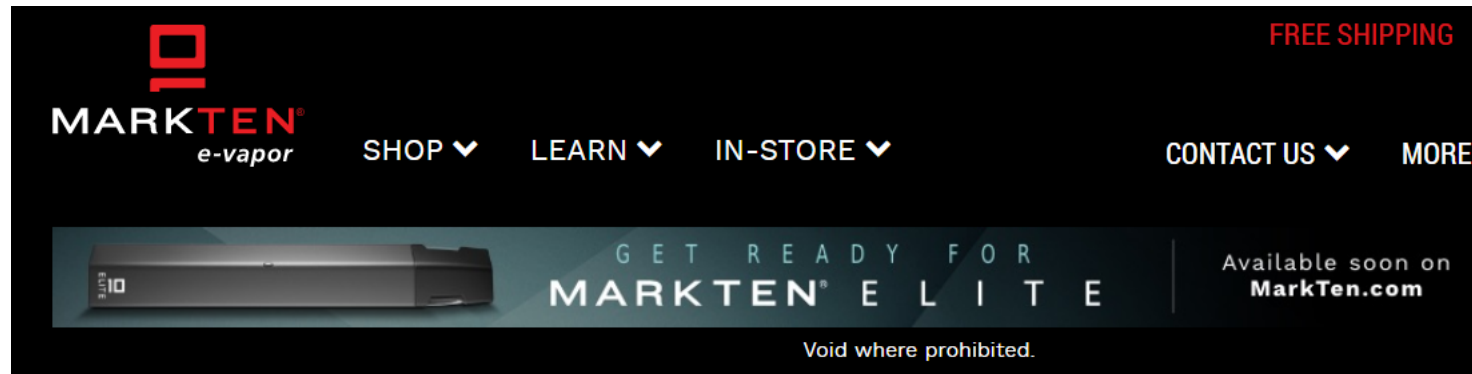 FREE SHIPPING
MARKTEN®
e-vapor
SHOP
LEARN
IN-STORE
CONTACT US
MORE
ELITE 10
GET READY FOR
MARKTEN® ELITE
Available soon on
MarkTen.com
Void where prohibited.